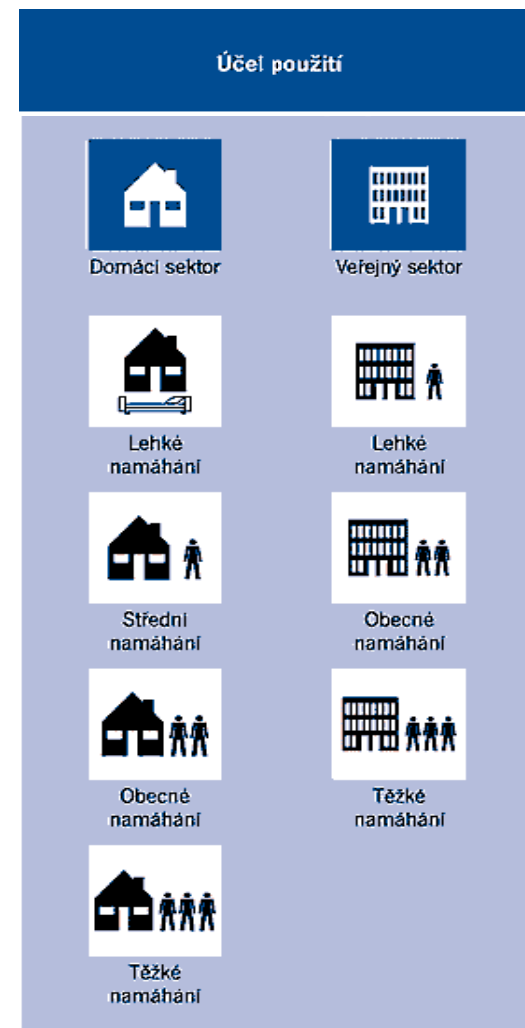 Účel použití
Domácí sektor
Veřejný sektor
Lehké
namáhání
Lehké
namáhání
Střední
namáhání
Obecné
namáhání
Obecné
namáhání
Těžké
namáhání
Těžké
namáhání